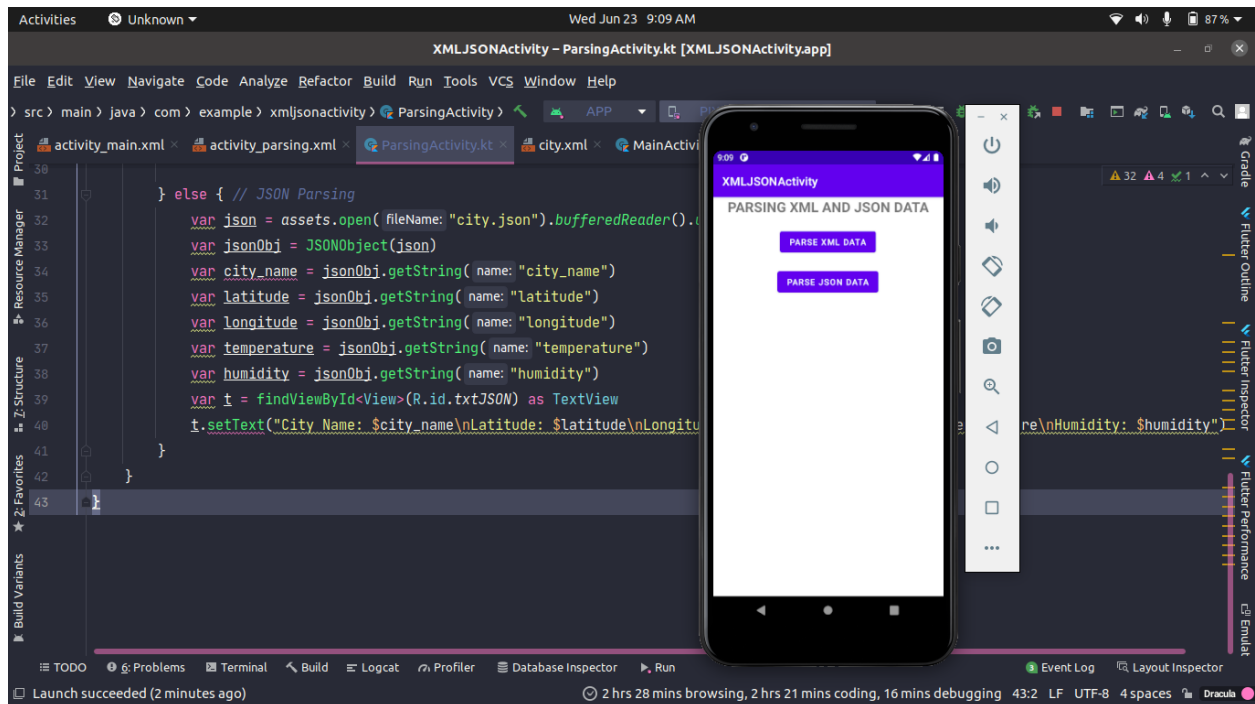 Activities Unknown Wed Jun 23 9:09 AM 87 %
XMLJSONActivity – ParsingActivity.kt [XMLJSONActivity.app]
File Edit View Navigate Code Analyze Refactor Build Run Tools VCS Window Help
src main java com example xmljsonactivity ParsingActivity APP
activity_main.xml activity_parsing.xml ParsingActivity.kt city.xml MainActivi
30
32 4 1
31 } else { // JSON Parsing
32 var json = assets.open( fileName: "city.json").bufferedReader().
33 var jsonObj = JSONObject(json)
34 var city_name = jsonObj.getString( name: "city_name")
35 var latitude = jsonObj.getString( name: "latitude")
36 var longitude = jsonObj.getString( name: "longitude")
37 var temperature = jsonObj.getString( name: "temperature")
38 var humidity = jsonObj.getString( name: "humidity")
39 var t = findViewById<View>(R.id.txtJSON) as TextView
40 t.setText("City Name: $city_name\nLatitude: $latitude\nLongitu re\nHumidity: $humidity")
41 }
42 }
43 }
Project
Resource Manager
Z: Structure
2: Favorites
Build Variants
9:09
XMLJSONActivity
PARSING XML AND JSON DATA
PARSE XML DATA
PARSE JSON DATA
Gradle
Flutter Outline
Flutter Inspector
Flutter Performance
Emulat
TODO 6: Problems Terminal Build Logcat Profiler Database Inspector Run 3 Event Log Layout Inspector
Launch succeeded (2 minutes ago) 2 hrs 28 mins browsing, 2 hrs 21 mins coding, 16 mins debugging 43:2 LF UTF-8 4 spaces Dracula